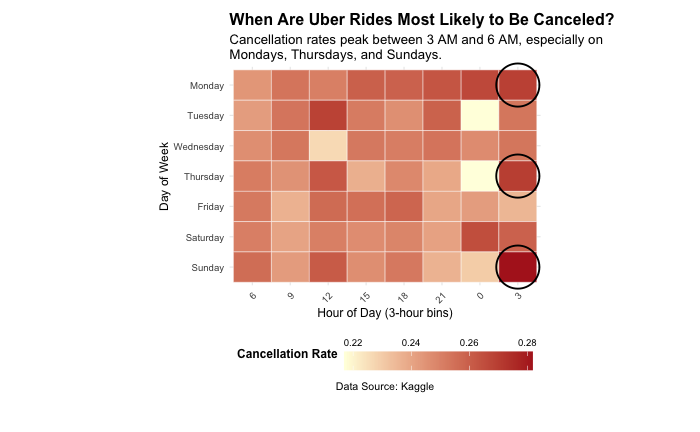 When Are Uber Rides Most Likely to Be Canceled?
Cancellation rates peak between 3 AM and 6 AM, especially on
Mondays, Thursdays, and Sundays.
Day of Week
Monday
Tuesday
Wednesday
Thursday
Friday
Saturday
Sunday
6 9 12 15 18 21 0 3
Hour of Day (3-hour bins)
Cancellation Rate
0.22 0.24 0.26 0.28
Data Source: Kaggle